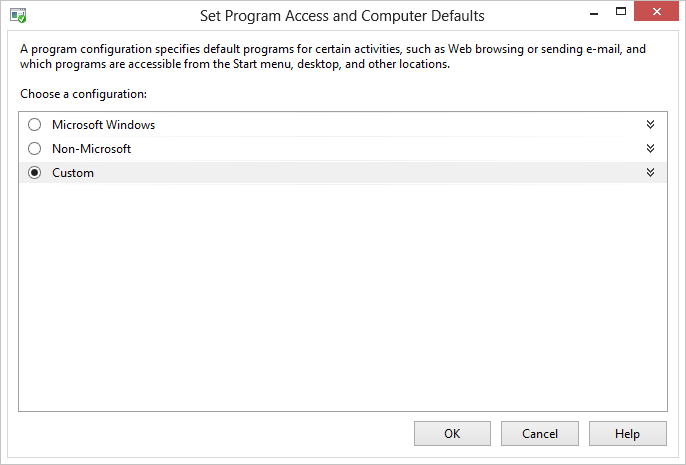 Set Program Access and Computer Defaults
A program configuration specifies default programs for certain activities, such as Web browsing or sending e-mail, and
which programs are accessible from the Start menu, desktop, and other locations.
Choose a configuration:
Microsoft Windows
Non-Microsoft
Custom
OK
Cancel
Help